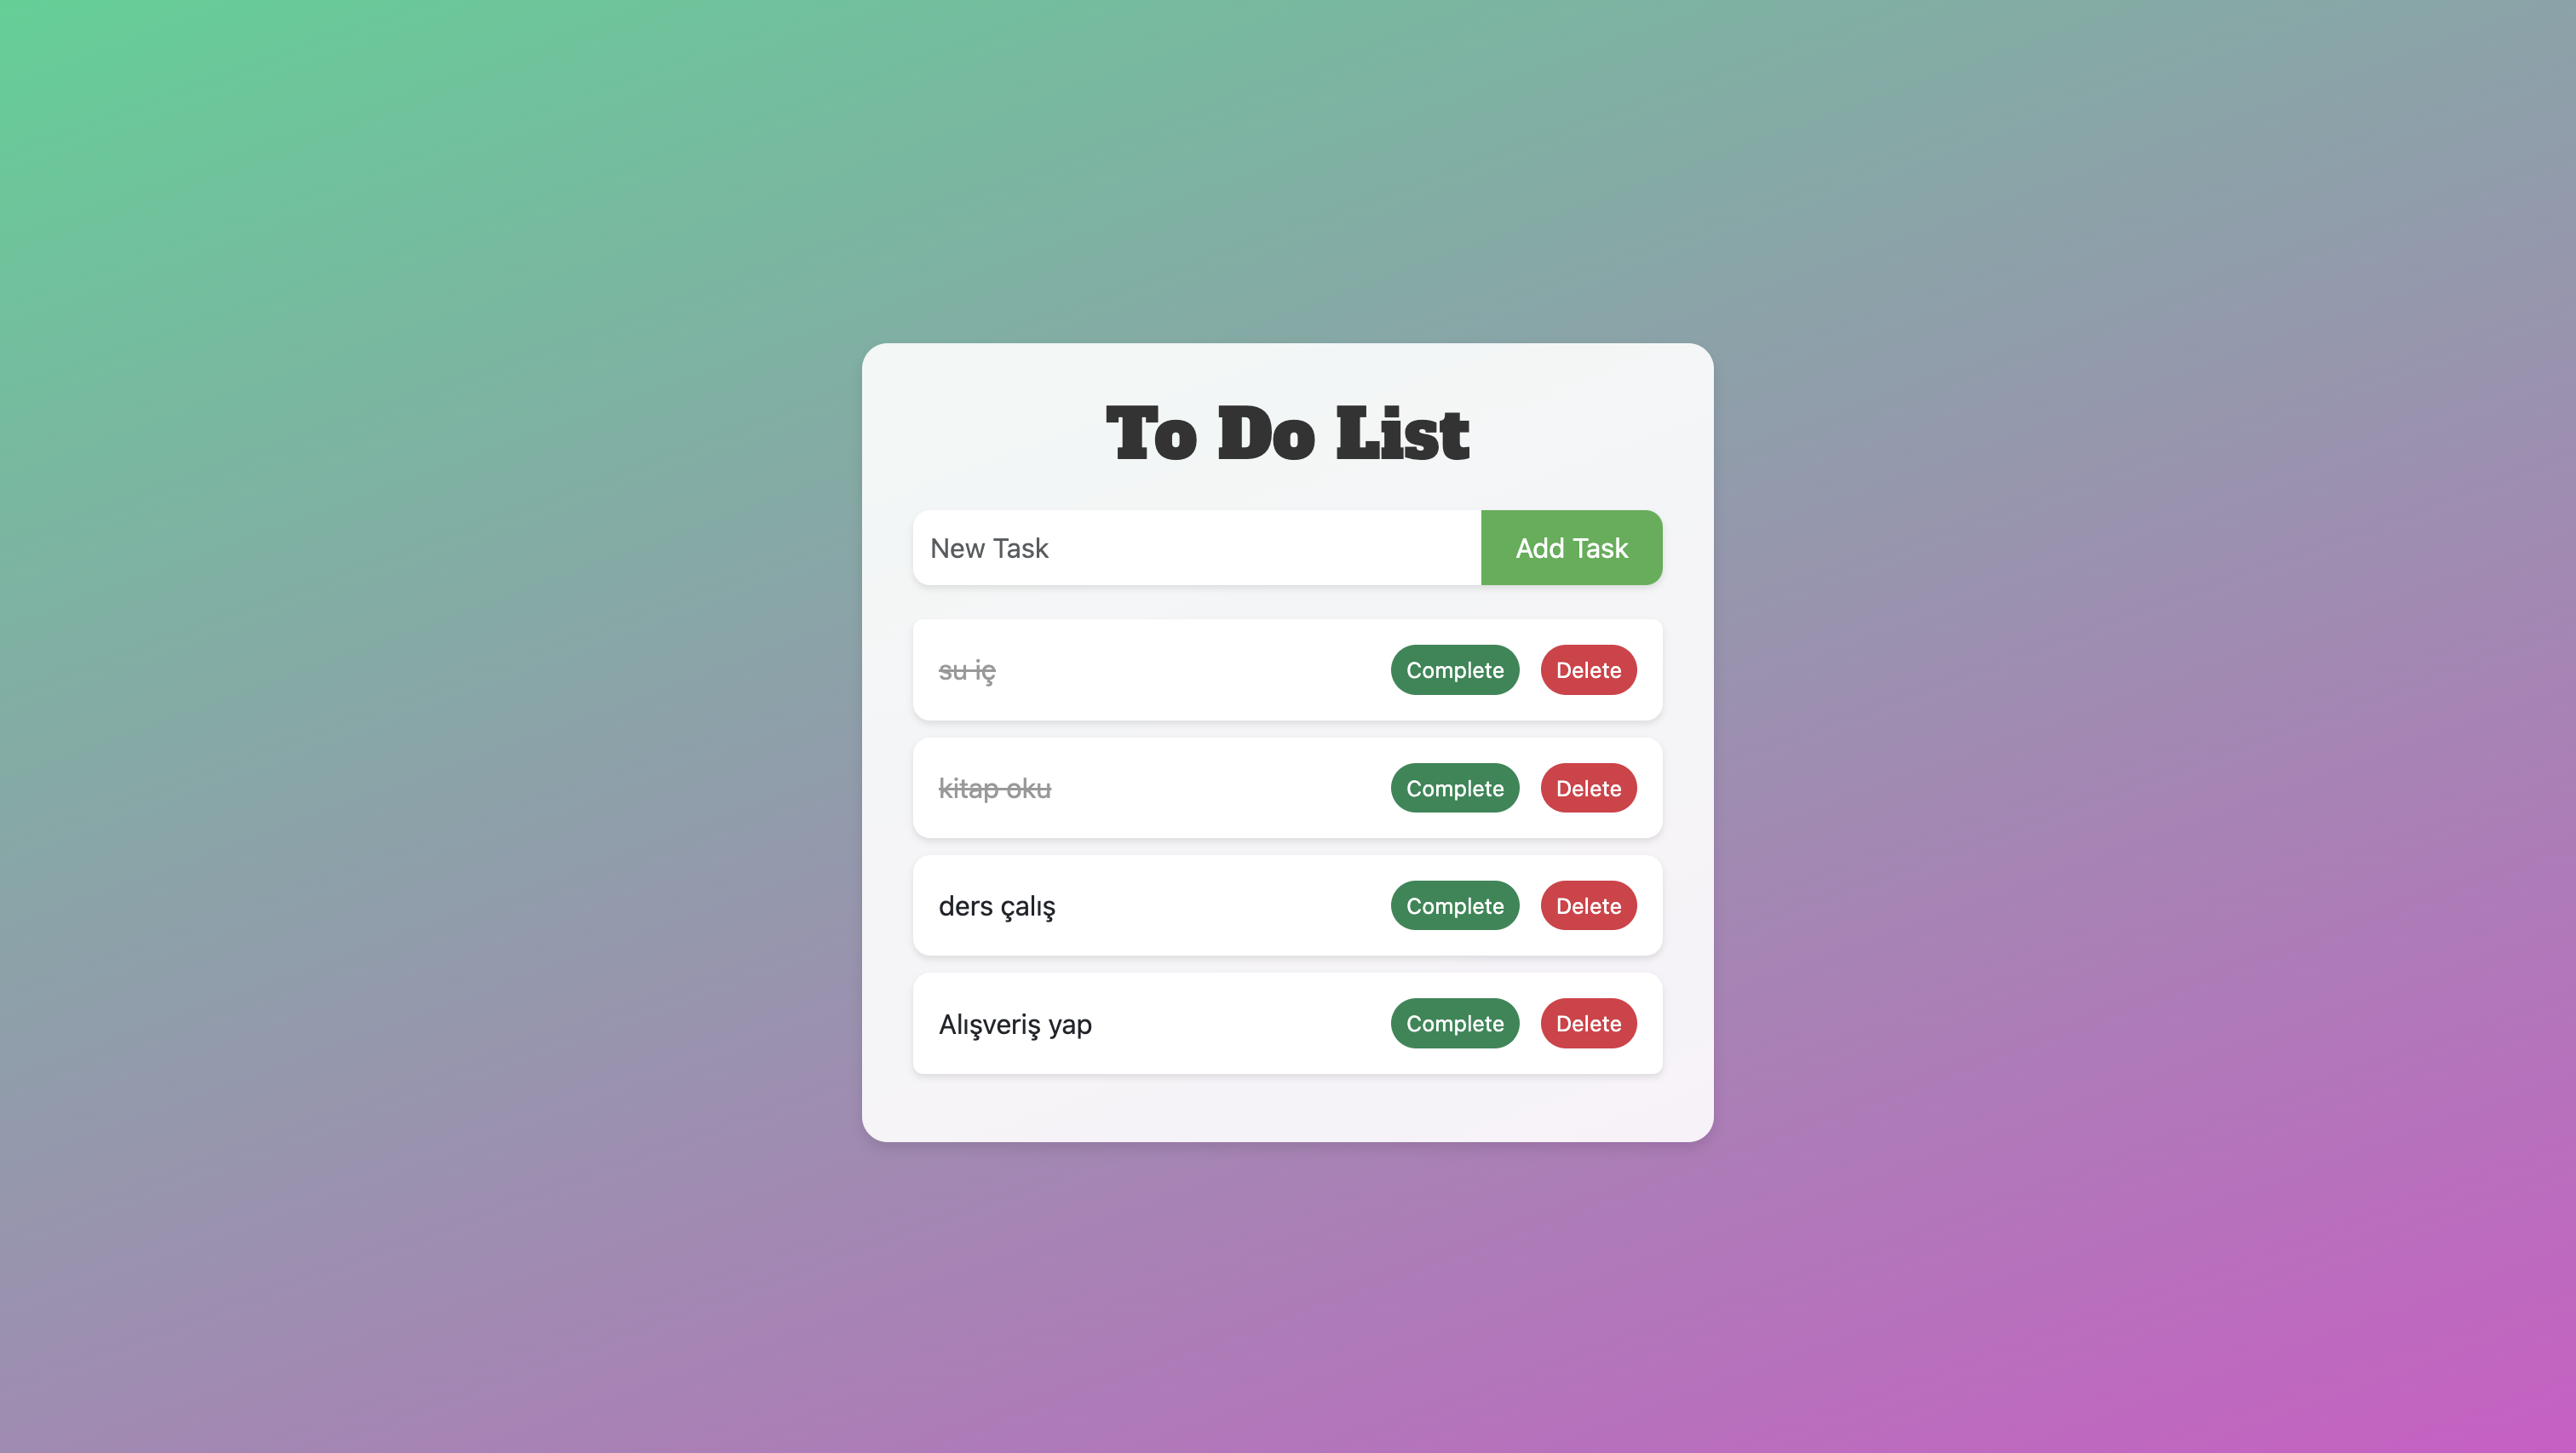 To Do List
New Task Add Task
su iç Complete Delete
kitap oku Complete Delete
ders çalış Complete Delete
Alışveriş yap Complete Delete